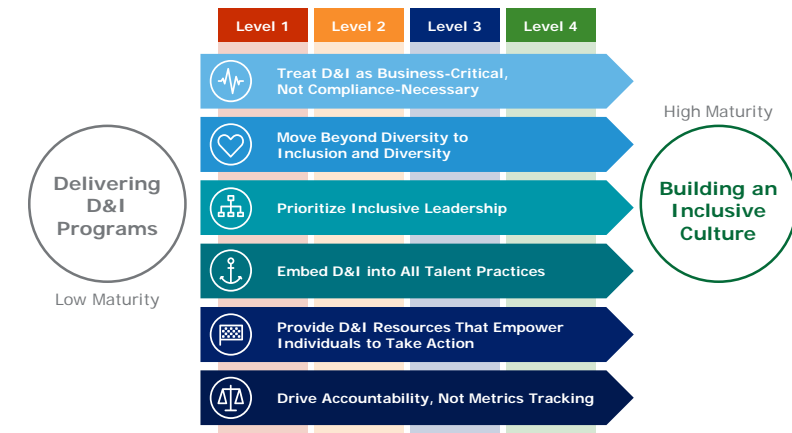 Level 1
Level 2
Level 3
Level 4
Treat D&I as Business-Critical,
Not Compliance-Necessary
High Maturity
Move Beyond Diversity to
Inclusion and Diversity
Delivering
D&I
Programs
Prioritize Inclusive Leadership
Building an
Inclusive
Culture
Embed D&I into All Talent Practices
Low Maturity
Provide D&I Resources That Empower
Individuals to Take Action
Drive Accountability, Not Metrics Tracking